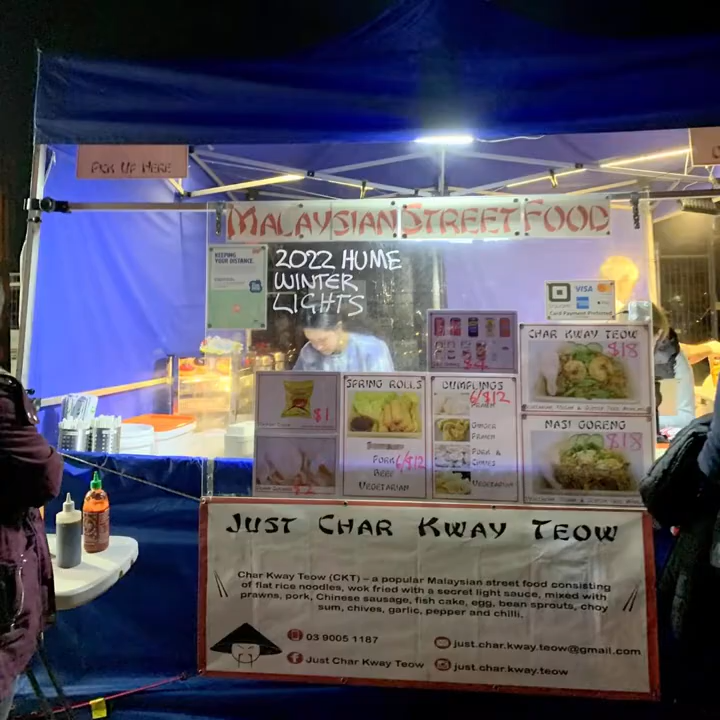 PICK UP HERE
MALAYSIAN STREET FOOD
KEEPING
YOUR DISTANCE.
2022 HUME
WINTER
LIGHTS
VISA
Card Payment Preferred
CHAR KWAY TEOW
$18
$4
$1
$2
SPRING ROLLS
PORK 6/$12
BEEF
VEGETARIAN
DUMPLINGS
6/$12
PRAWN
GINGER
PRAWN
PORK &
CHIVES
VEGETARIAN
NASI GORENG
$18
JUST CHAR KWAY TEOW
Char Kway Teow (CKT) – a popular Malaysian street food consisting
of flat rice noodles, wok fried with a secret light sauce, mixed with
prawns, pork, Chinese sausage, fish cake, egg, bean sprouts, choy
sum, chives, garlic, pepper and chilli.
03 9005 1187
just.char.kway.teow@gmail.com
Just Char Kway Teow
just.char.kway.teow